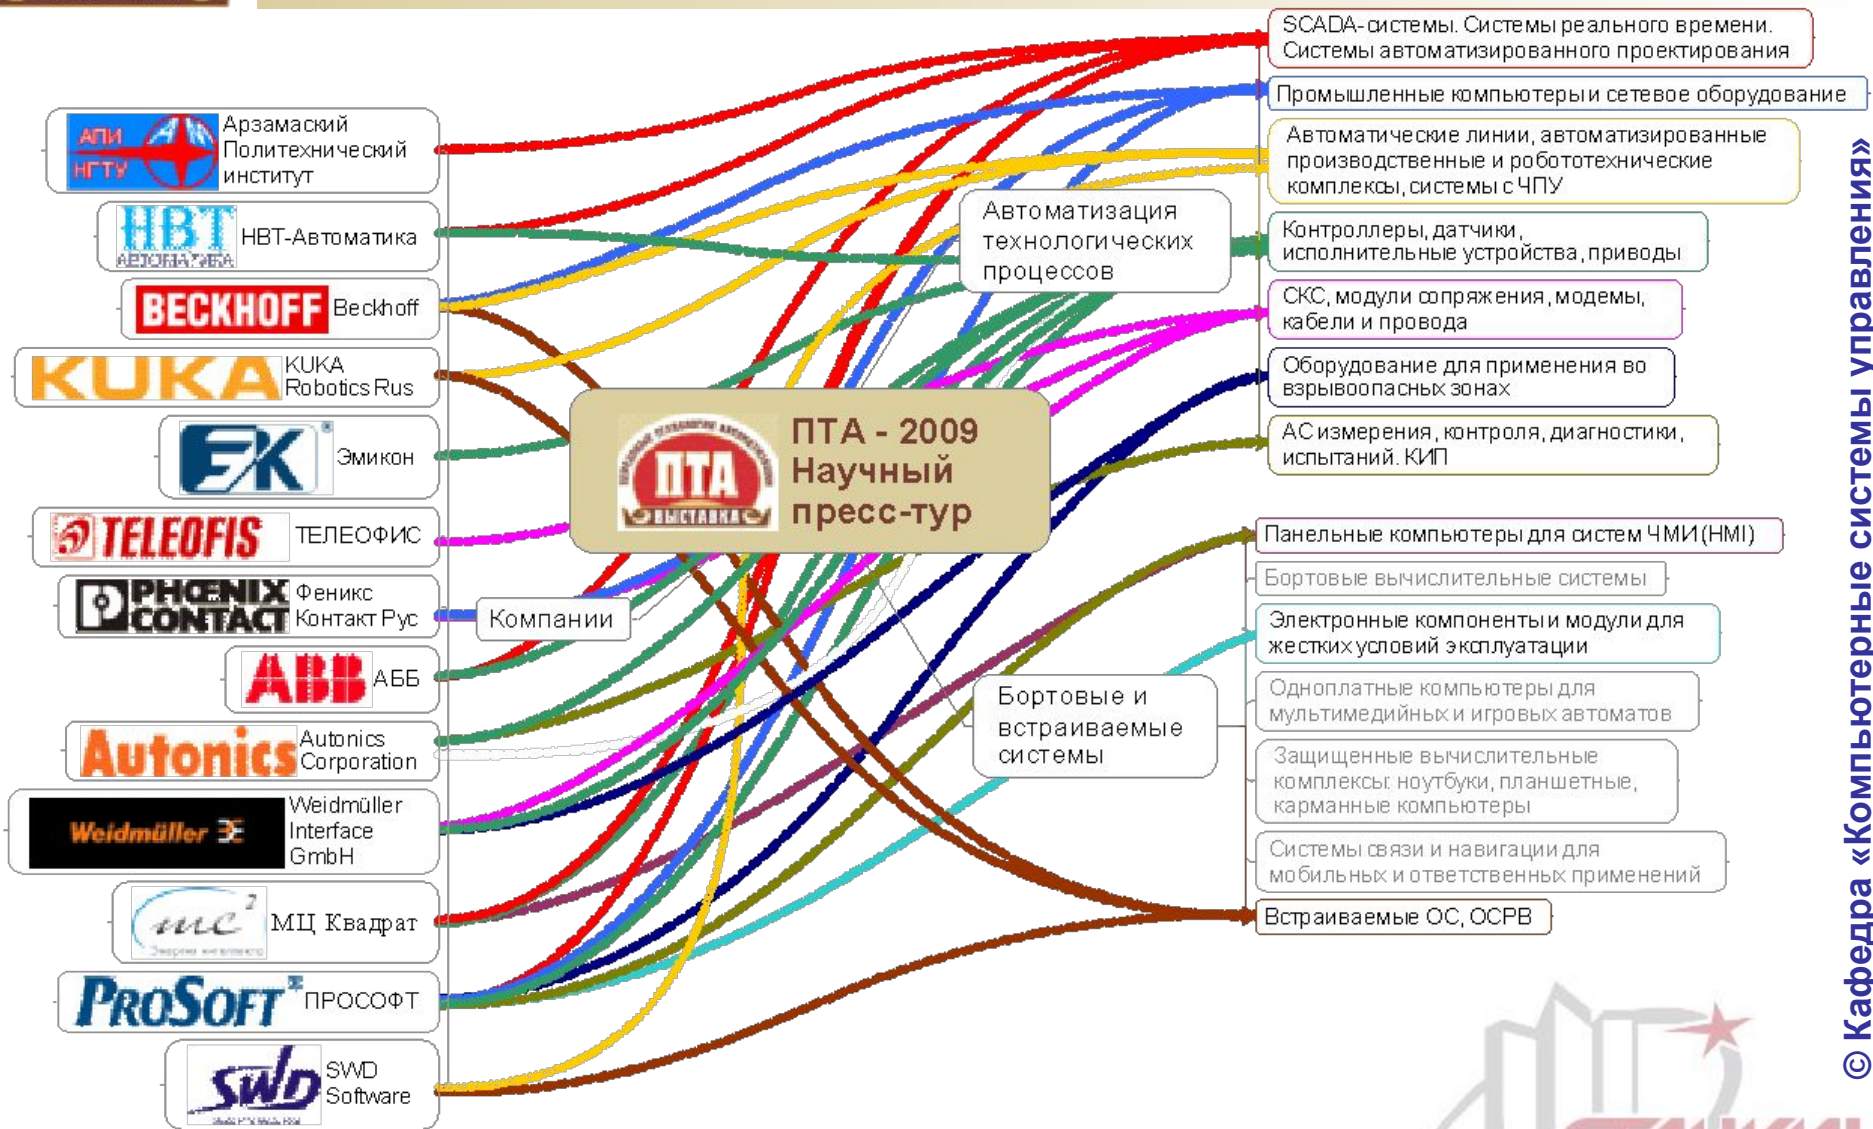 АПИ
НГТУ
Арзамаский
Политехнический
институт
НВТ
АВТОМАТИКА
НВТ-Автоматика
BECKHOFF
Beckhoff
KUKA
KUKA
Robotics Rus
ЭК
Эмикон
TELEOFIS
ТЕЛЕОФИС
PHŒNIX
CONTACT
Феникс
Контакт Рус
ABB
АББ
Autonics
Autonics
Corporation
Weidmüller
Weidmüller
Interface
GmbH
mc2
МЦ Квадрат
PROSOFT®
ПРОСОФТ
SWD
SWD
Software
Компании
ПТА
ВЫСТАВКА
ПТА - 2009
Научный
пресс-тур
Автоматизация
технологических
процессов
SCADA-системы. Системы реального времени.
Системы автоматизированного проектирования
Промышленные компьютеры и сетевое оборудование
Автоматические линии, автоматизированные
производственные и робототехнические
комплексы, системы с ЧПУ
Контроллеры, датчики,
исполнительные устройства, приводы
СКС, модули сопряжения, модемы,
кабели и провода
Оборудование для применения во
взрывоопасных зонах
АС измерения, контроля, диагностики,
испытаний. КИП
Бортовые и
встраиваемые
системы
Панельные компьютеры для систем ЧМИ (HMI)
Бортовые вычислительные системы
Электронные компоненты и модули для
жестких условий эксплуатации
Одноплатные компьютеры для
мультимедийных и игровых автоматов
Защищенные вычислительные
комплексы: ноутбуки, планшетные,
карманные компьютеры
Системы связи и навигации для
мобильных и ответственных применений
Встраиваемые ОС, ОСРВ
© Кафедра «Компьютерные системы управления»